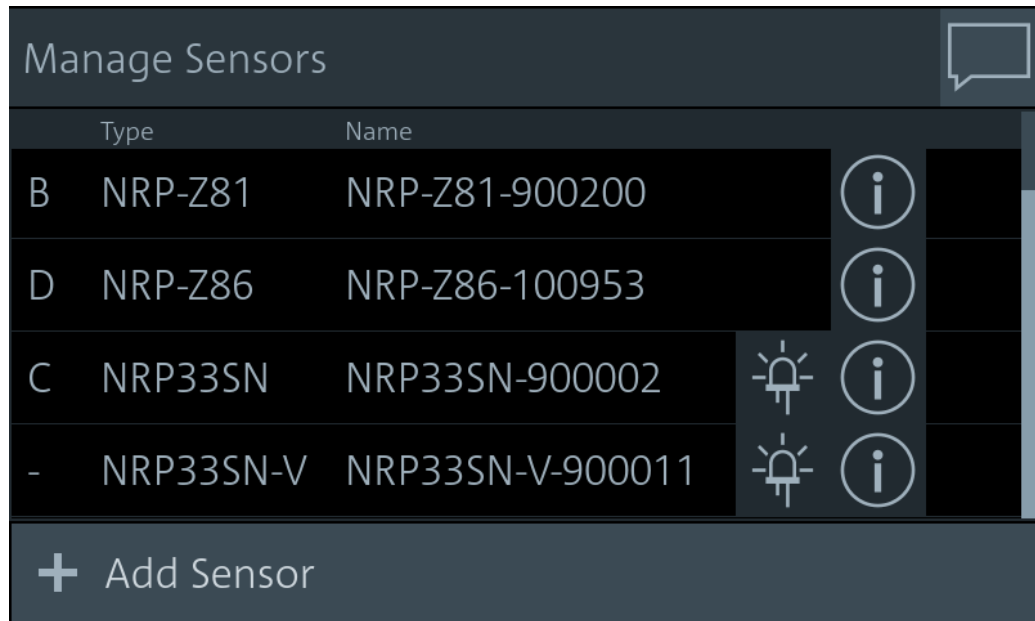 Manage Sensors
Type Name
B NRP-Z81 NRP-Z81-900200
D NRP-Z86 NRP-Z86-100953
C NRP33SN NRP33SN-900002
- NRP33SN-V NRP33SN-V-900011
+ Add Sensor